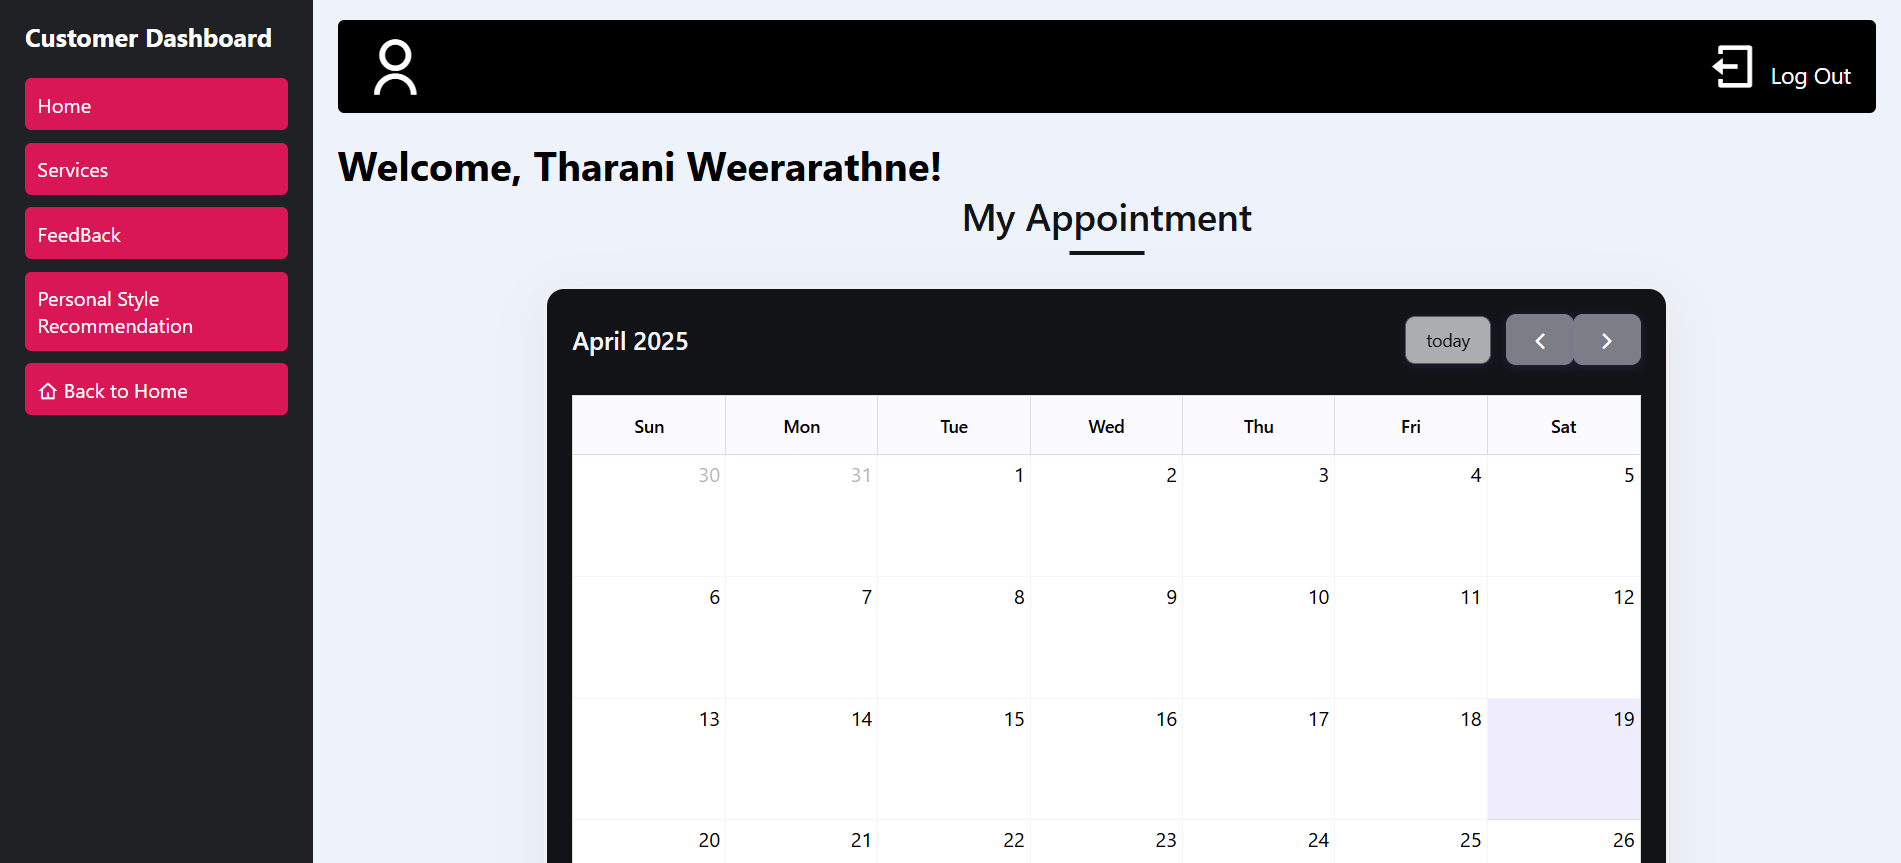 Customer Dashboard
Home
Services
FeedBack
Personal Style
Recommendation
Back to Home
Log Out
Welcome, Tharani Weerarathne!
My Appointment
April 2025
today
Sun Mon Tue Wed Thu Fri Sat
30 31 1 2 3 4 5
6 7 8 9 10 11 12
13 14 15 16 17 18 19
20 21 22 23 24 25 26